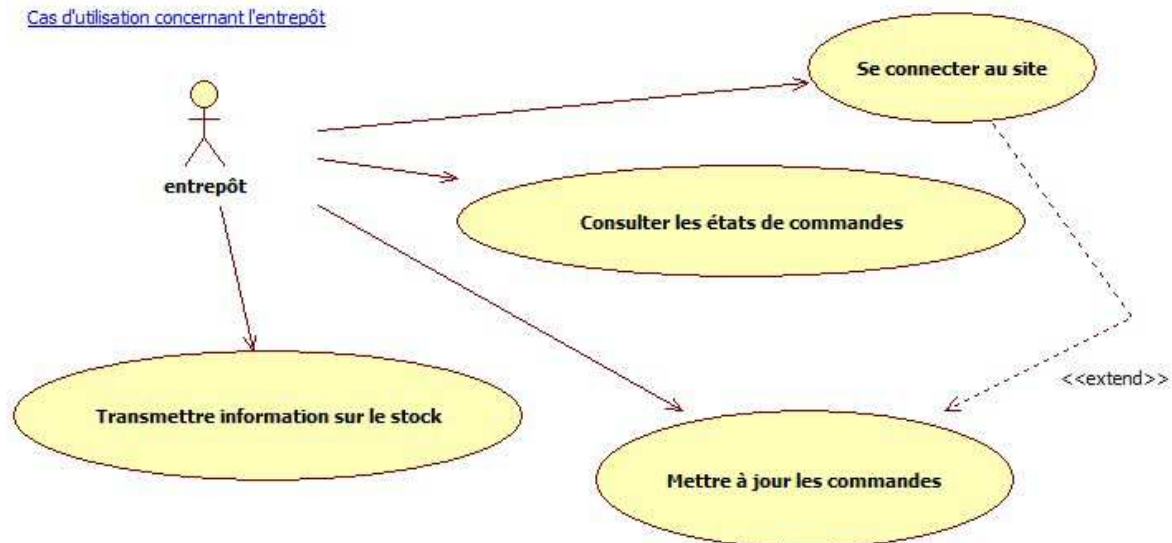 Cas d'utilisation concernant l'entrepôt
Se connecter au site
entrepôt
Consulter les états de commandes
<<extend>>
Transmettre information sur le stock
Mettre à jour les commandes